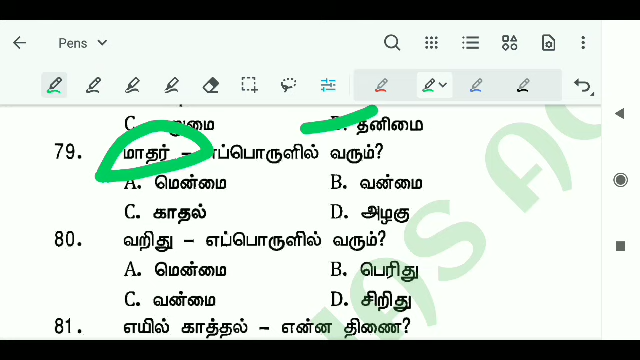 Pens
C. றுமை D. தனிமை
79. மாதர் – எப்பொருளில் வரும்?
A. மென்மை B. வன்மை
C. காதல் D. அழகு
80. வறிது – எப்பொருளில் வரும்?
A. மென்மை B. பெரிது
C. வன்மை D. சிறிது
81. எயில் காத்தல் – என்ன திணை?